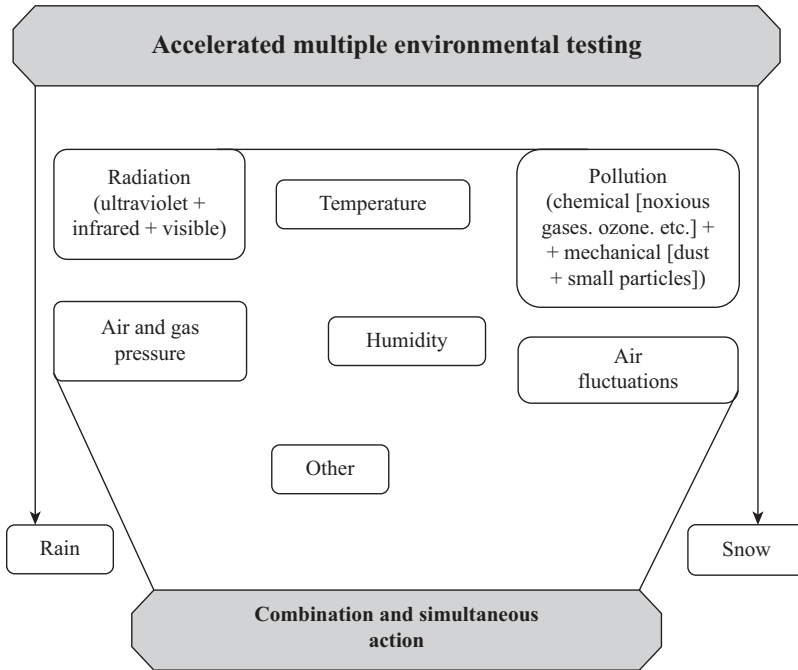 Accelerated multiple environmental testing
Radiation
(ultraviolet +
infrared + visible)
Temperature
Pollution
(chemical [noxious
gases. ozone. etc.] +
+ mechanical [dust
+ small particles])
Air and gas
pressure
Humidity
Air
fluctuations
Other
Rain
Snow
Combination and simultaneous
action